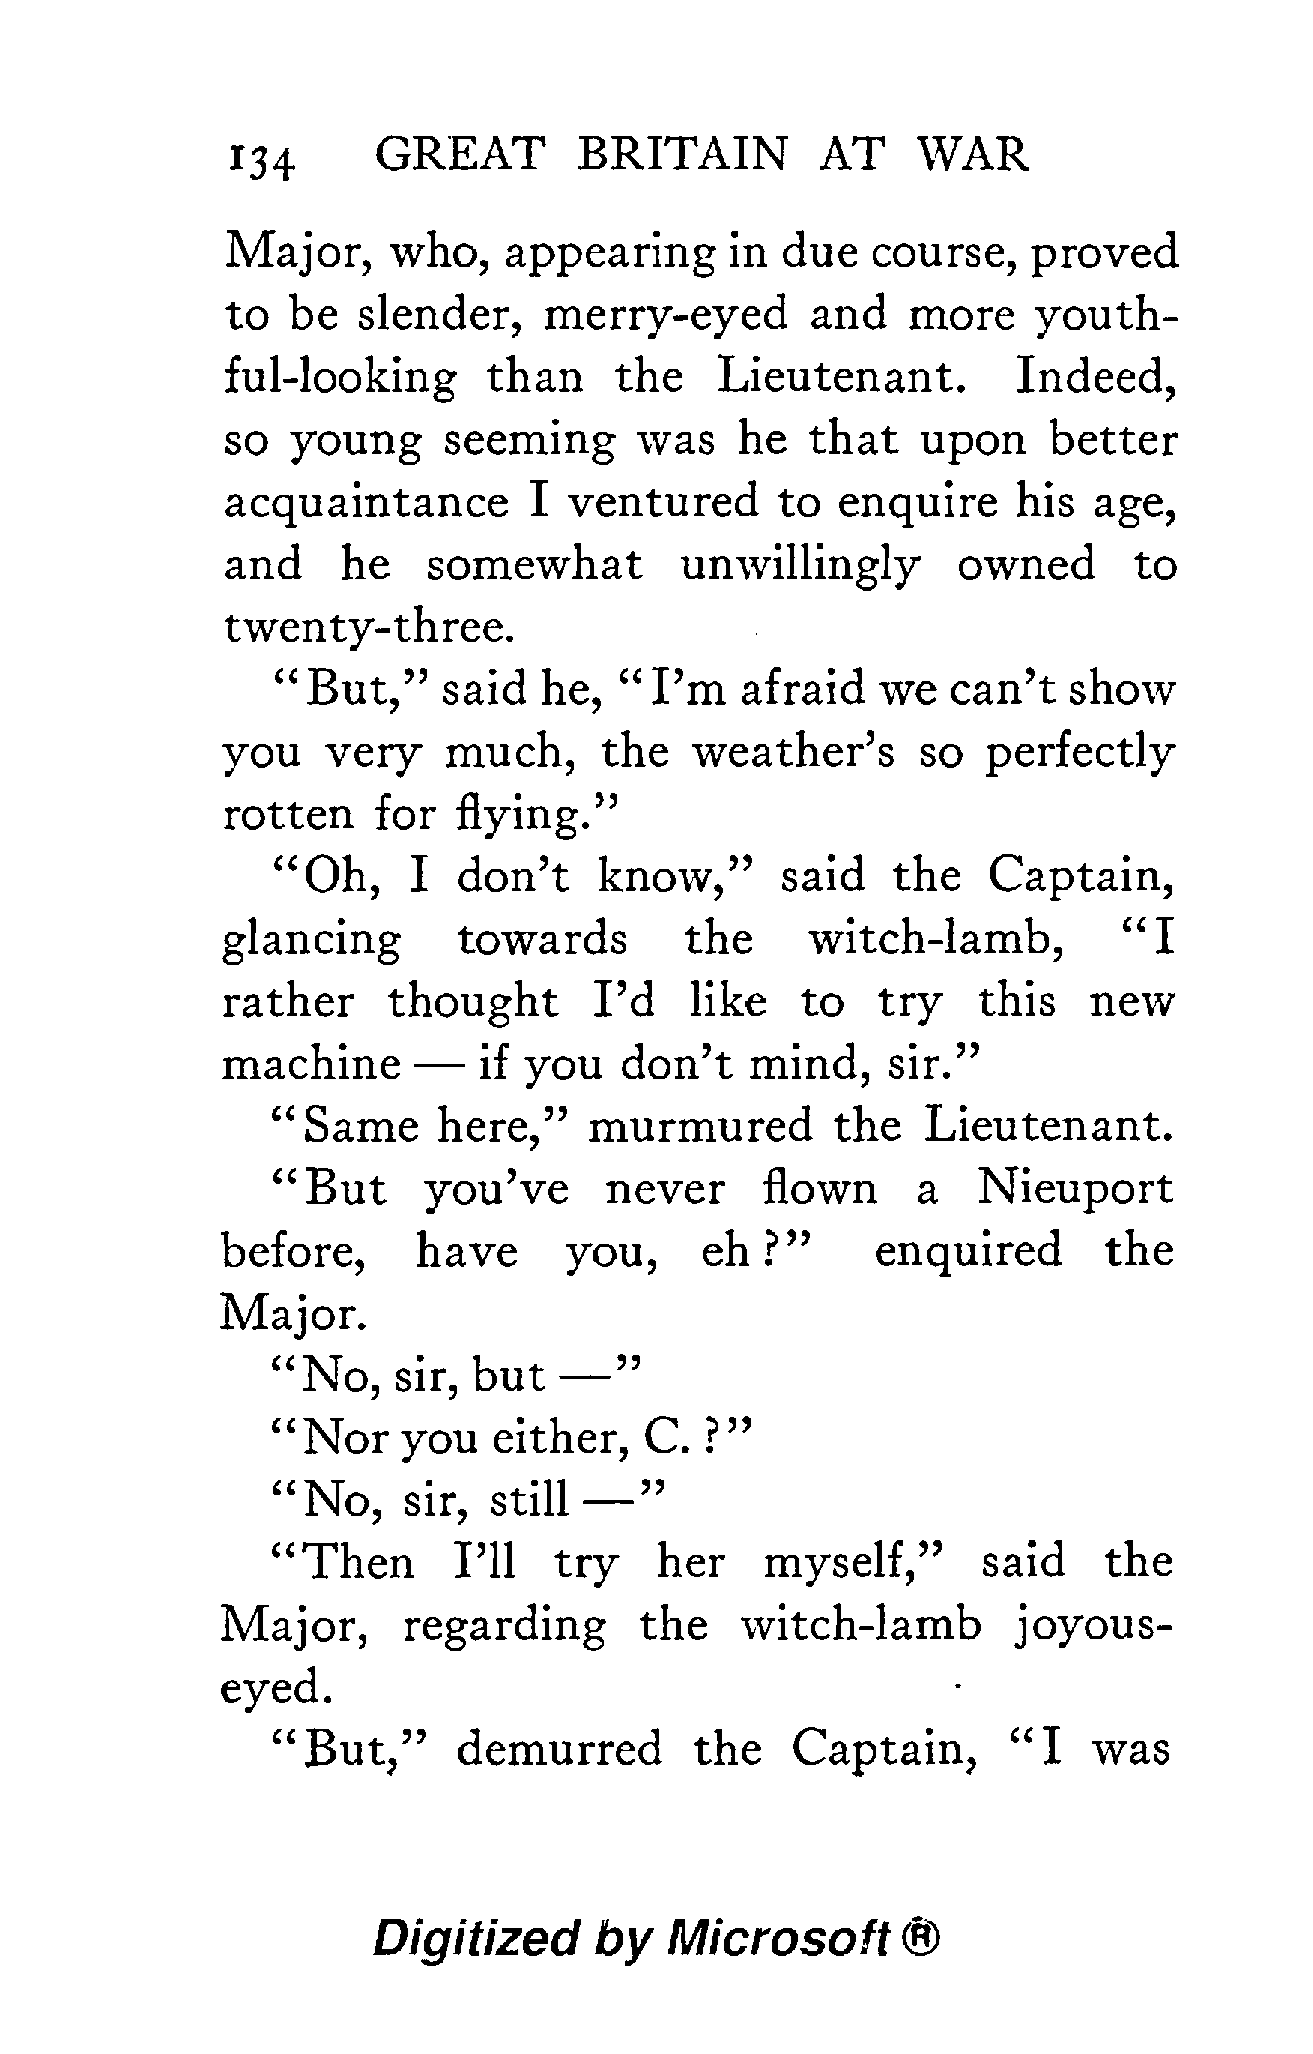 134 GREAT BRITAIN AT WAR
Major, who, appearing in due course, proved
to be slender, merry-eyed and more youth-
ful-looking than the Lieutenant. Indeed,
so young seeming was he that upon better
acquaintance I ventured to enquire his age,
and he somewhat unwillingly owned to
twenty-three.
“But,” said he, “I’m afraid we can’t show
you very much, the weather’s so perfectly
rotten for flying.”
“Oh, I don’t know,” said the Captain,
glancing towards the witch-lamb, “I
rather thought I’d like to try this new
machine — if you don’t mind, sir.”
“Same here,” murmured the Lieutenant.
“But you’ve never flown a Nieuport
before, have you, eh?” enquired the
Major.
“No, sir, but —”
“Nor you either, C.?”
“No, sir, still —”
“Then I’ll try her myself,” said the
Major, regarding the witch-lamb joyous-
eyed.
“But,” demurred the Captain, “I was
Digitized by Microsoft ®